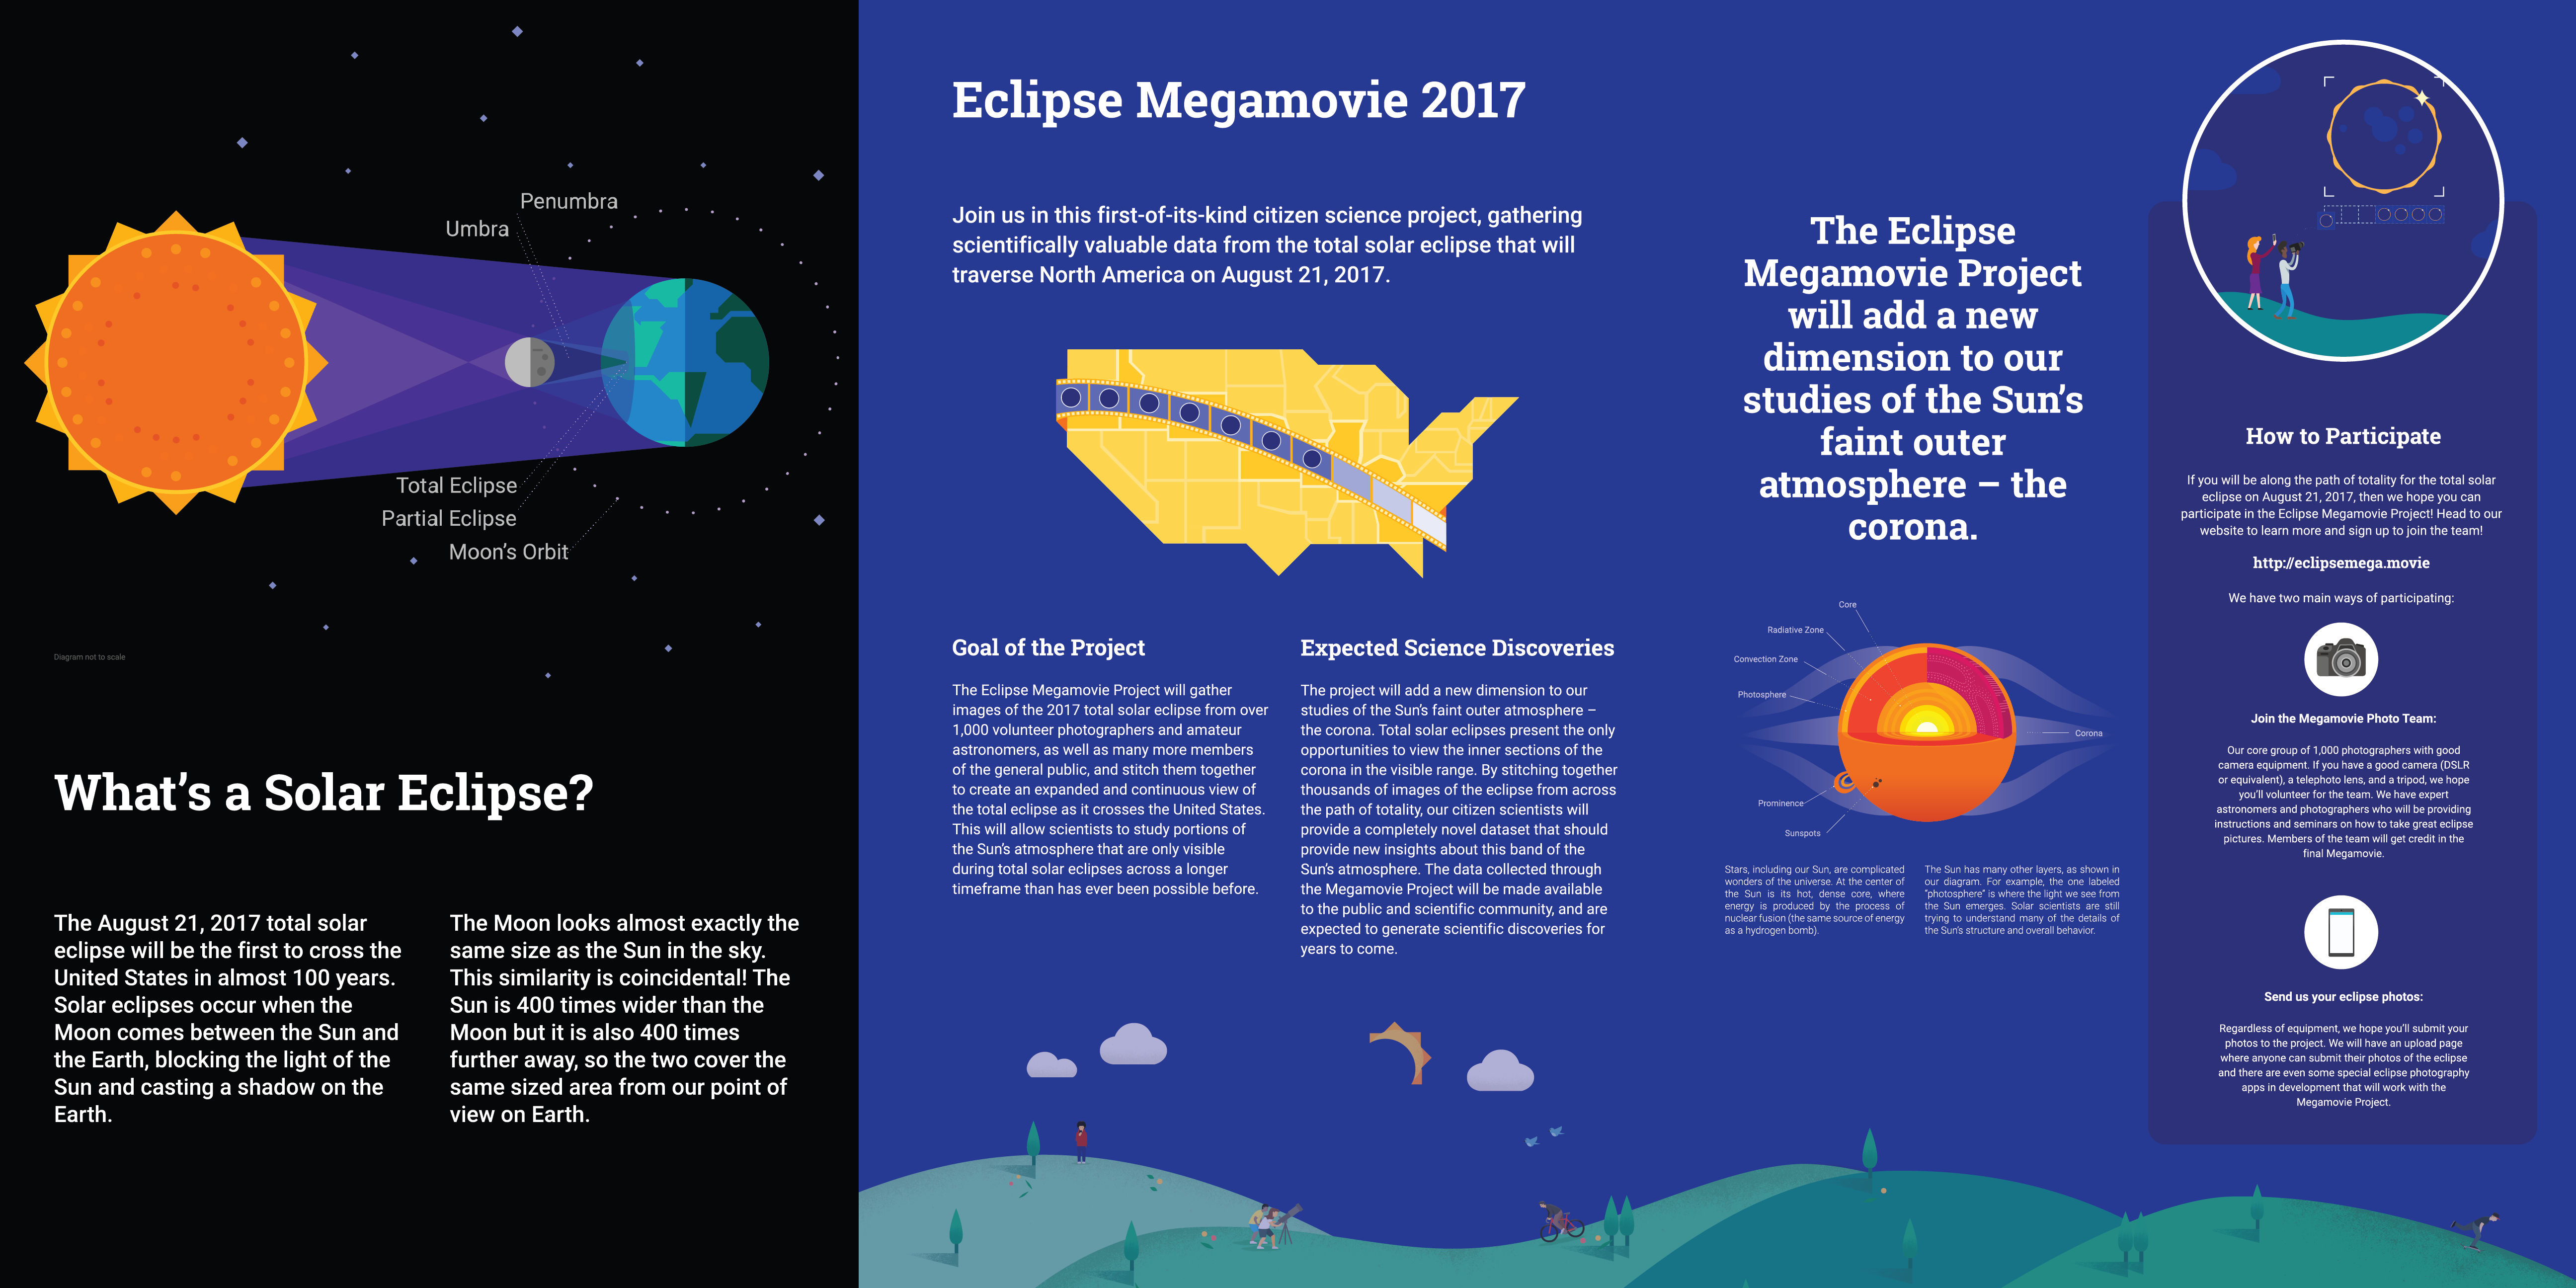 Penumbra
Umbra
Total Eclipse
Partial Eclipse
Moon's Orbit
Diagram not to scale
What's a Solar Eclipse?
The August 21, 2017 total solar
eclipse will be the first to cross the
United States in almost 100 years.
Solar eclipses occur when the
Moon comes between the Sun and
the Earth, blocking the light of the
Sun and casting a shadow on the
Earth.
The Moon looks almost exactly the
same size as the Sun in the sky.
This similarity is coincidental! The
Sun is 400 times wider than the
Moon but it is also 400 times
further away, so the two cover the
same sized area from our point of
view on Earth.
Eclipse Megamovie 2017
Join us in this first-of-its-kind citizen science project, gathering
scientifically valuable data from the total solar eclipse that will
traverse North America on August 21, 2017.
Goal of the Project
The Eclipse Megamovie Project will gather
images of the 2017 total solar eclipse from over
1,000 volunteer photographers and amateur
astronomers, as well as many more members
of the general public, and stitch them together
to create an expanded and continuous view of
the total eclipse as it crosses the United States.
This will allow scientists to study portions of
the Sun's atmosphere that are only visible
during total solar eclipses across a longer
timeframe than has ever been possible before.
Expected Science Discoveries
The project will add a new dimension to our
studies of the Sun's faint outer atmosphere –
the corona. Total solar eclipses present the only
opportunities to view the inner sections of the
corona in the visible range. By stitching together
thousands of images of the eclipse from across
the path of totality, our citizen scientists will
provide a completely novel dataset that should
provide new insights about this band of the
Sun's atmosphere. The data collected through
the Megamovie Project will be made available
to the public and scientific community, and are
expected to generate scientific discoveries for
years to come.
The Eclipse
Megamovie Project
will add a new
dimension to our
studies of the Sun's
faint outer
atmosphere – the
corona.
Core
Radiative Zone
Convection Zone
Photosphere
Corona
Prominence
Sunspots
Stars, including our Sun, are complicated
wonders of the universe. At the center of
the Sun is its hot, dense core, where
energy is produced by the process of
nuclear fusion (the same source of energy
as a hydrogen bomb).
The Sun has many other layers, as shown in
our diagram. For example, the one labeled
"photosphere" is where the light we see from
the Sun emerges. Solar scientists are still
trying to understand many of the details of
the Sun's structure and overall behavior.
How to Participate
If you will be along the path of totality for the total solar
eclipse on August 21, 2017, then we hope you can
participate in the Eclipse Megamovie Project! Head to our
website to learn more and sign up to join the team!
http://eclipsemega.movie
We have two main ways of participating:
Join the Megamovie Photo Team:
Our core group of 1,000 photographers with good
camera equipment. If you have a good camera (DSLR
or equivalent), a telephoto lens, and a tripod, we hope
you'll volunteer for the team. We have expert
astronomers and photographers who will be providing
instructions and seminars on how to take great eclipse
pictures. Members of the team will get credit in the
final Megamovie.
Send us your eclipse photos:
Regardless of equipment, we hope you'll submit your
photos to the project. We will have an upload page
where anyone can submit their photos of the eclipse
and there are even some special eclipse photography
apps in development that will work with the
Megamovie Project.